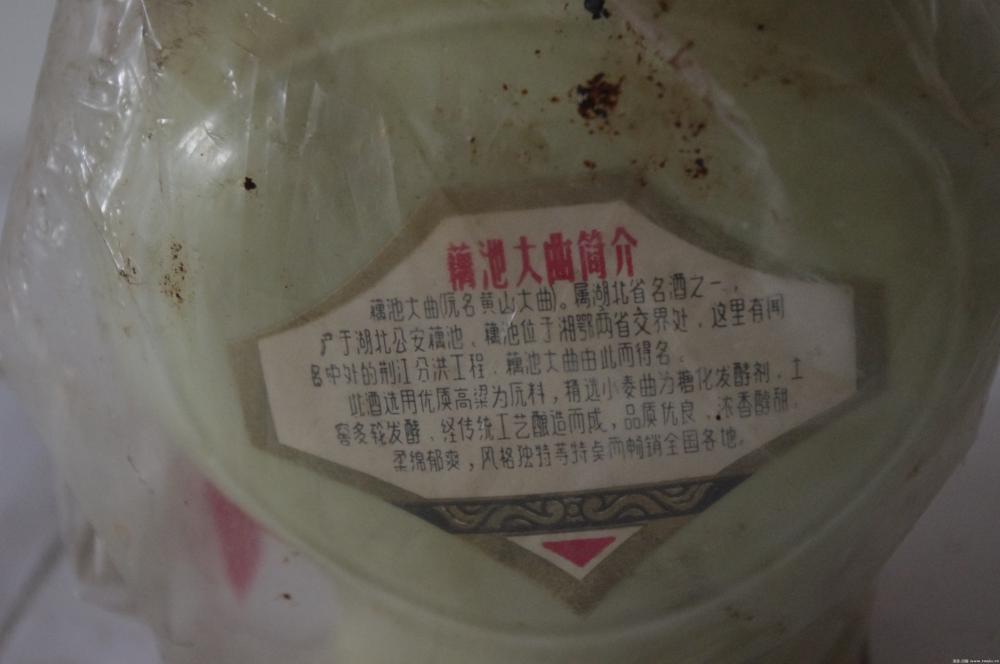 藕池大曲简介
藕池大曲(阮名黄山大曲)。属湖北省名酒之一，
产于湖北公安藕池、藕池位于湘鄂两省交界处、这里有闻
名中外的荆江分洪工程、藕池大曲由此而得名。
此酒选用优质高梁为阮料，精选小麦曲为糖化发酵剂、土
窖多轮发酵、经传统工艺酿造而成，品质优良、浓香醇甜、
柔绵郁爽，风格独特等特点而畅销全国各地。